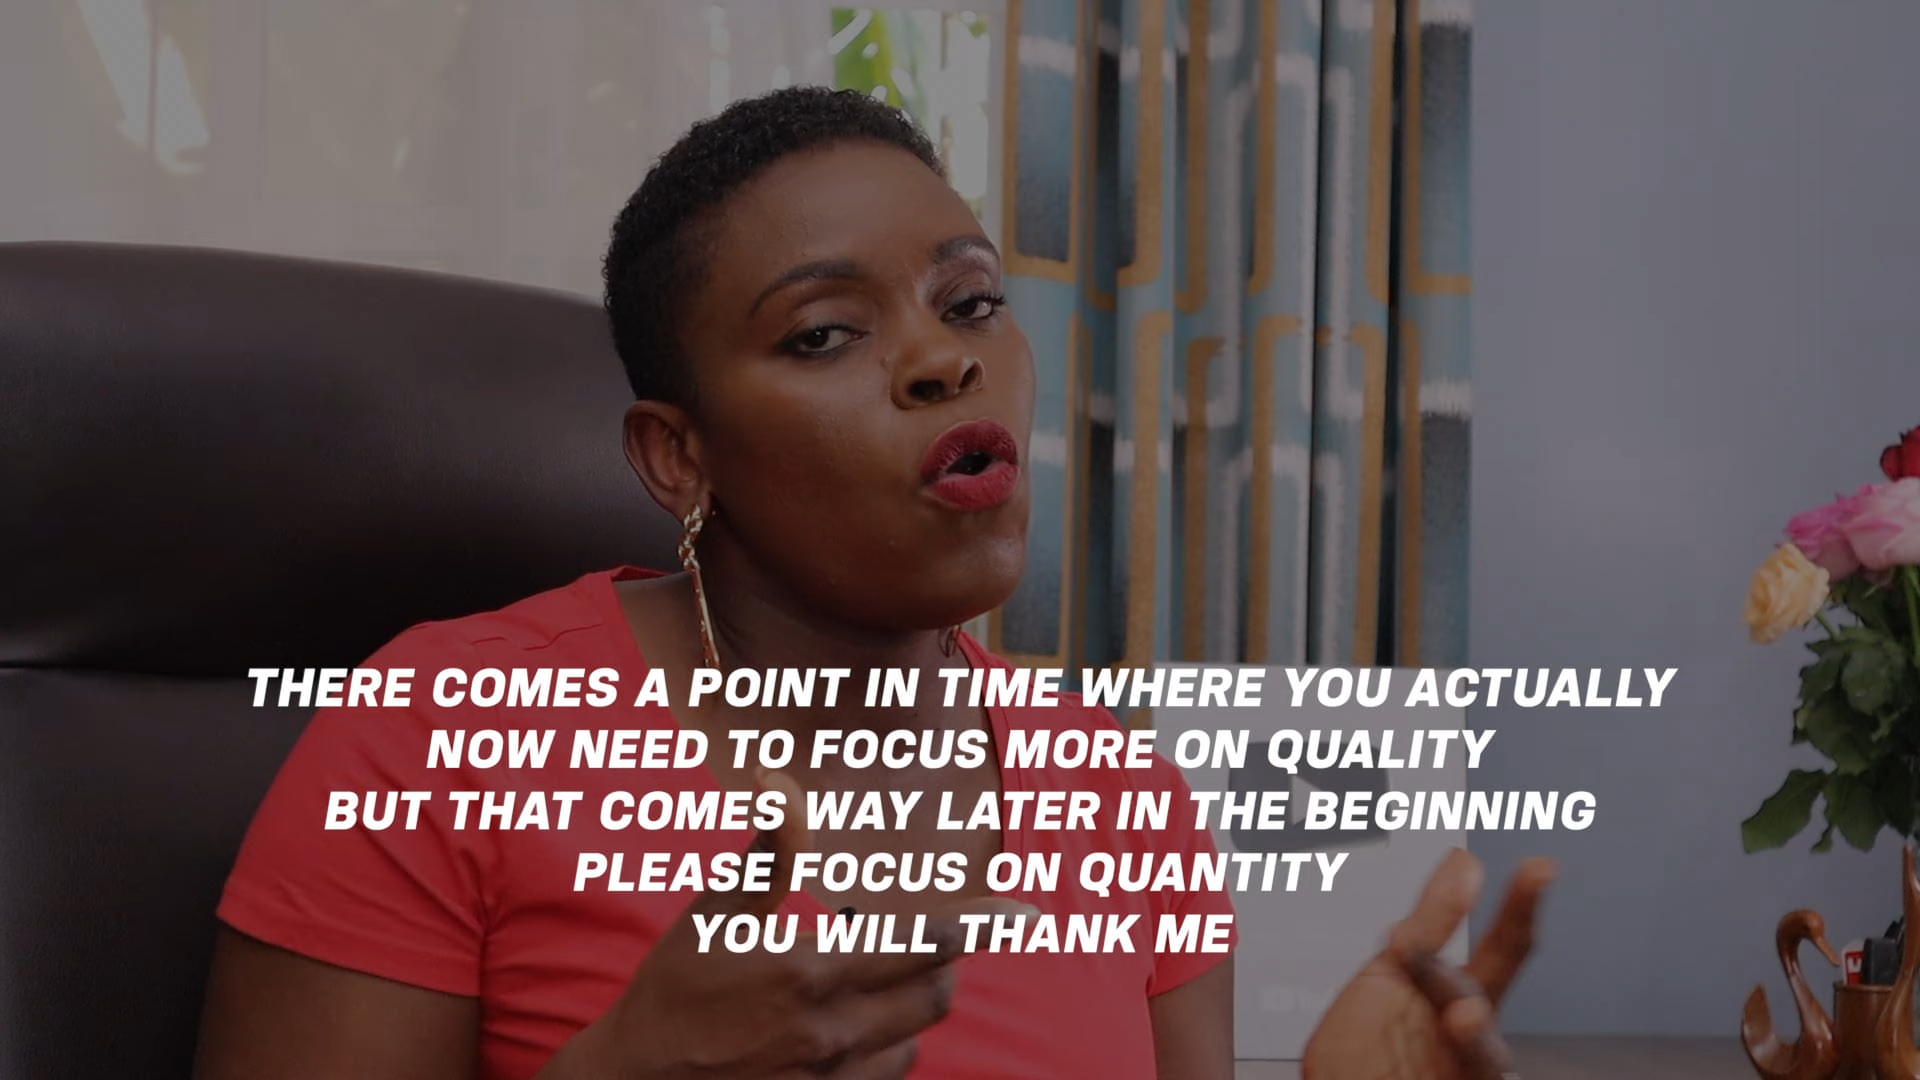 THERE COMES A POINT IN TIME WHERE YOU ACTUALLY
NOW NEED TO FOCUS MORE ON QUALITY
BUT THAT COMES WAY LATER IN THE BEGINNING
PLEASE FOCUS ON QUANTITY
YOU WILL THANK ME